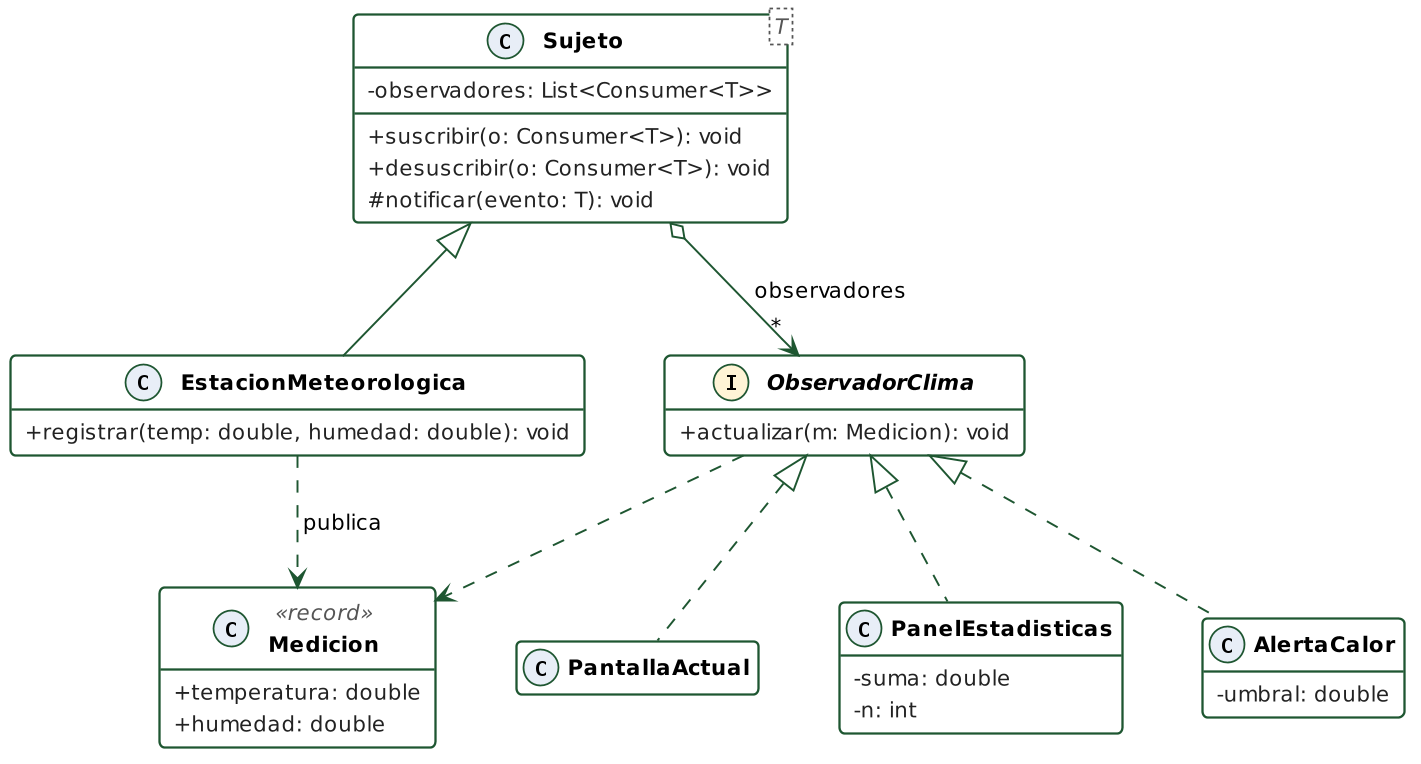 C Sujeto
T
-observadores: List<Consumer<T>>
+suscribir(o: Consumer<T>): void
+desuscribir(o: Consumer<T>): void
#notificar(evento: T): void
observadores
*
C EstacionMeteorologica
+registrar(temp: double, humedad: double): void
I ObservadorClima
+actualizar(m: Medicion): void
publica
C «record»
Medicion
+temperatura: double
+humedad: double
C PantallaActual
C PanelEstadisticas
-suma: double
-n: int
C AlertaCalor
-umbral: double